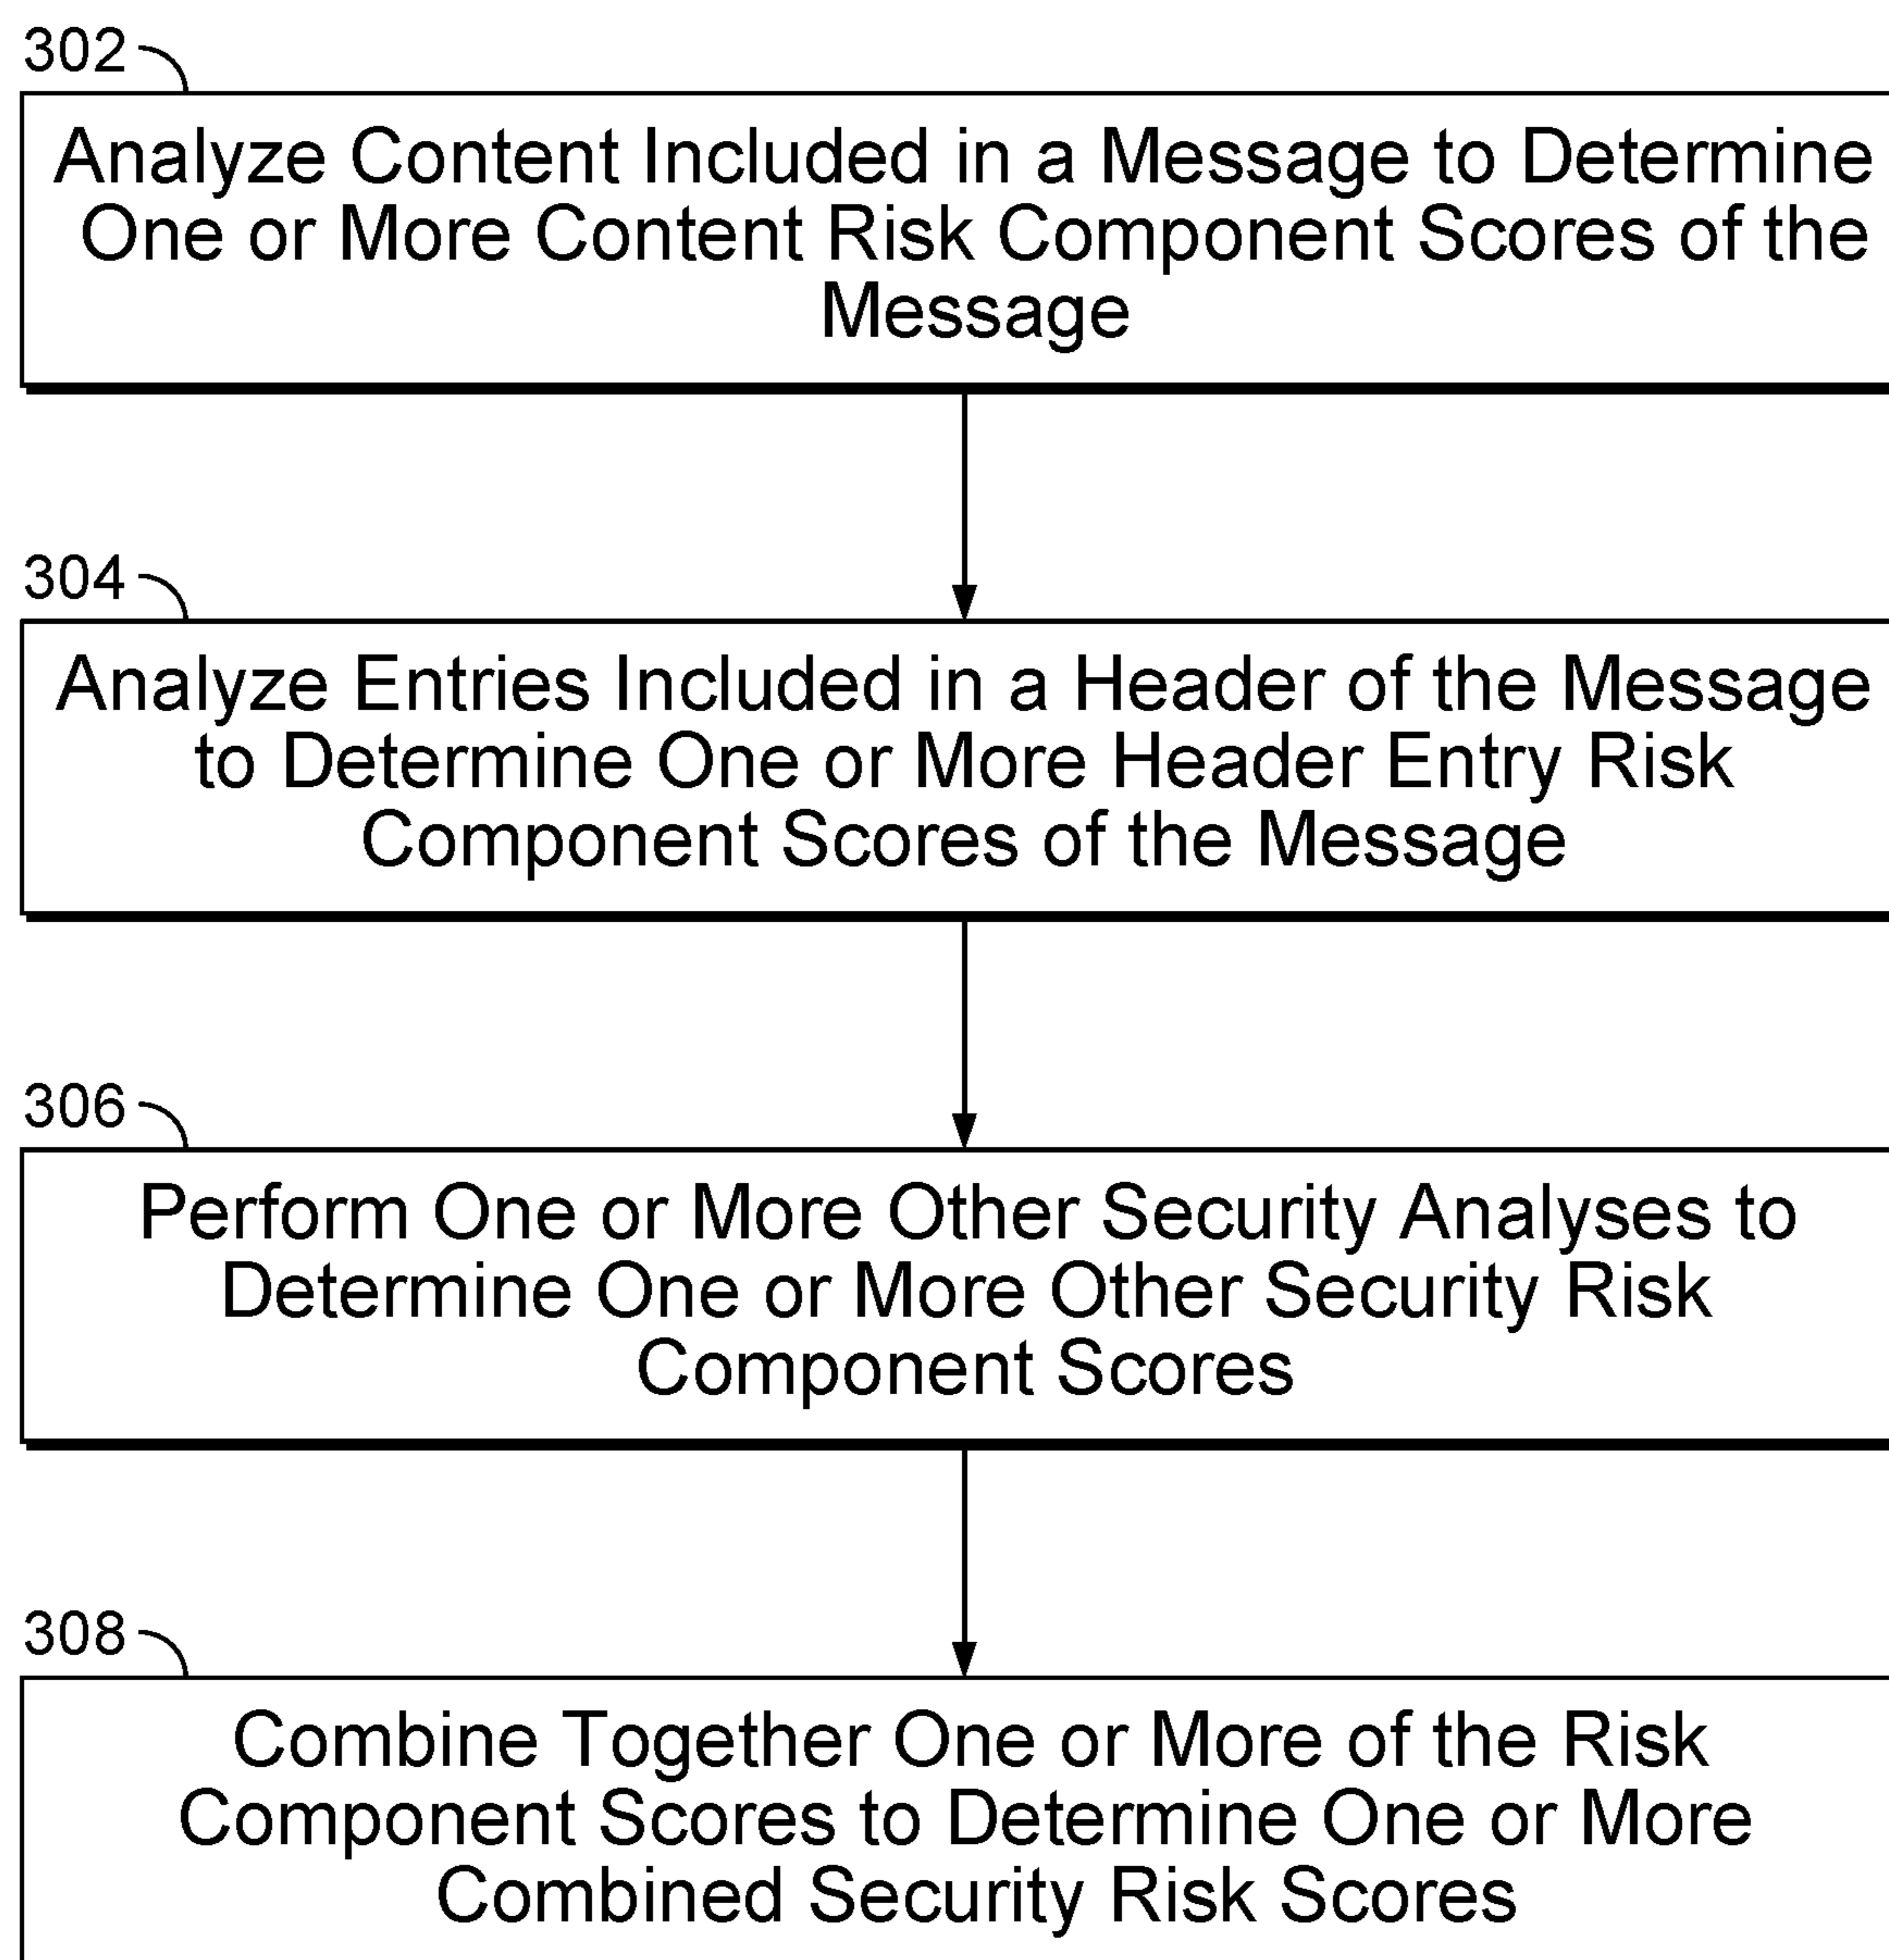 302
Analyze Content Included in a Message to Determine
One or More Content Risk Component Scores of the
Message
304
Analyze Entries Included in a Header of the Message
to Determine One or More Header Entry Risk
Component Scores of the Message
306
Perform One or More Other Security Analyses to
Determine One or More Other Security Risk
Component Scores
308
Combine Together One or More of the Risk
Component Scores to Determine One or More
Combined Security Risk Scores